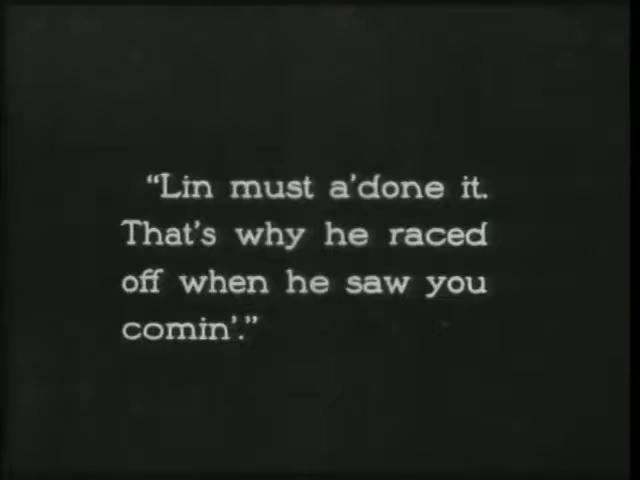 “Lin must a’done it.
That’s why he raced
off when he saw you
comin’.”